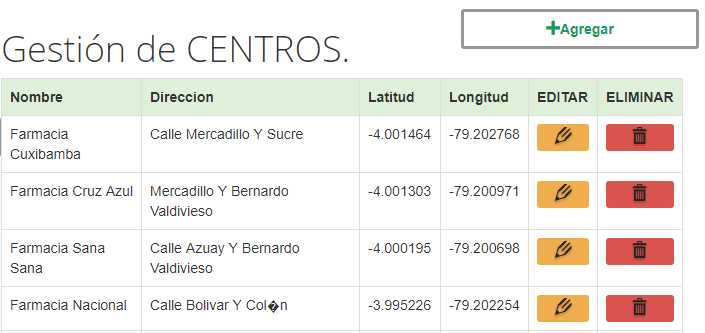 Agregar
Gestión de CENTROS.
Nombre Direccion Latitud Longitud EDITAR ELIMINAR
Farmacia Calle Mercadillo Y Sucre -4.001464 -79.202768
Cuxibamba
Farmacia Cruz Azul Mercadillo Y Bernardo -4.001303 -79.200971
Valdivieso
Farmacia Sana Calle Azuay Y Bernardo -4.000195 -79.200698
Sana Valdivieso
Farmacia Nacional Calle Bolivar Y Col�n -3.995226 -79.202254